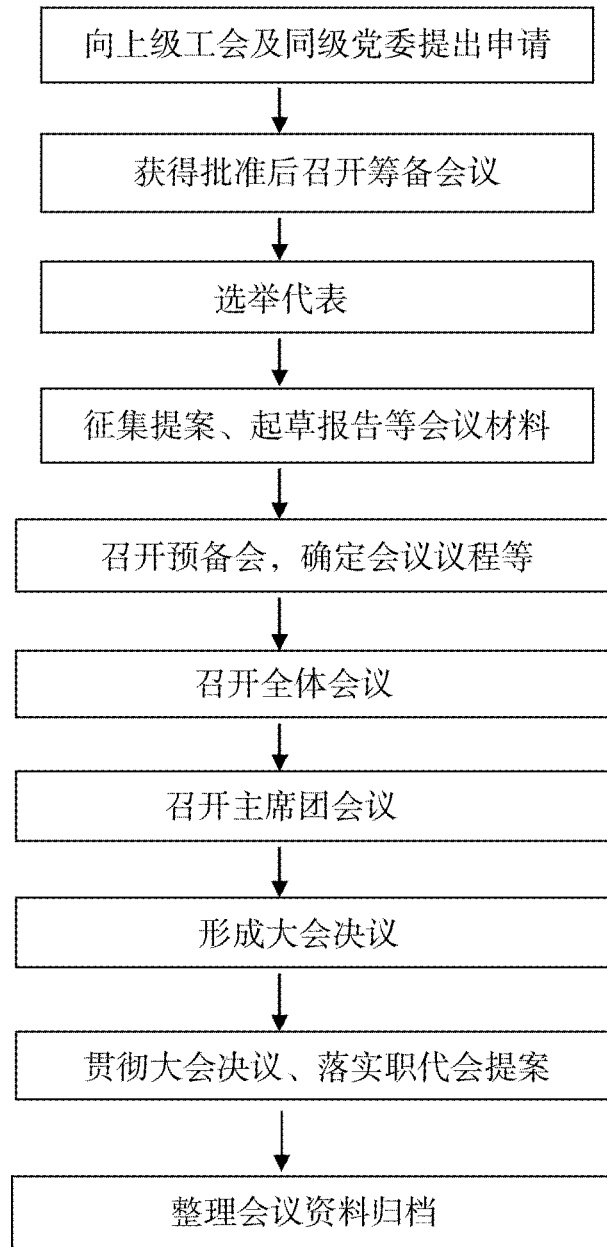 向上级工会及同级党委提出申请
获得批准后召开筹备会议
选举代表
征集提案、起草报告等会议材料
召开预备会，确定会议议程等
召开全体会议
召开主席团会议
形成大会决议
贯彻大会决议、落实职代会提案
整理会议资料归档